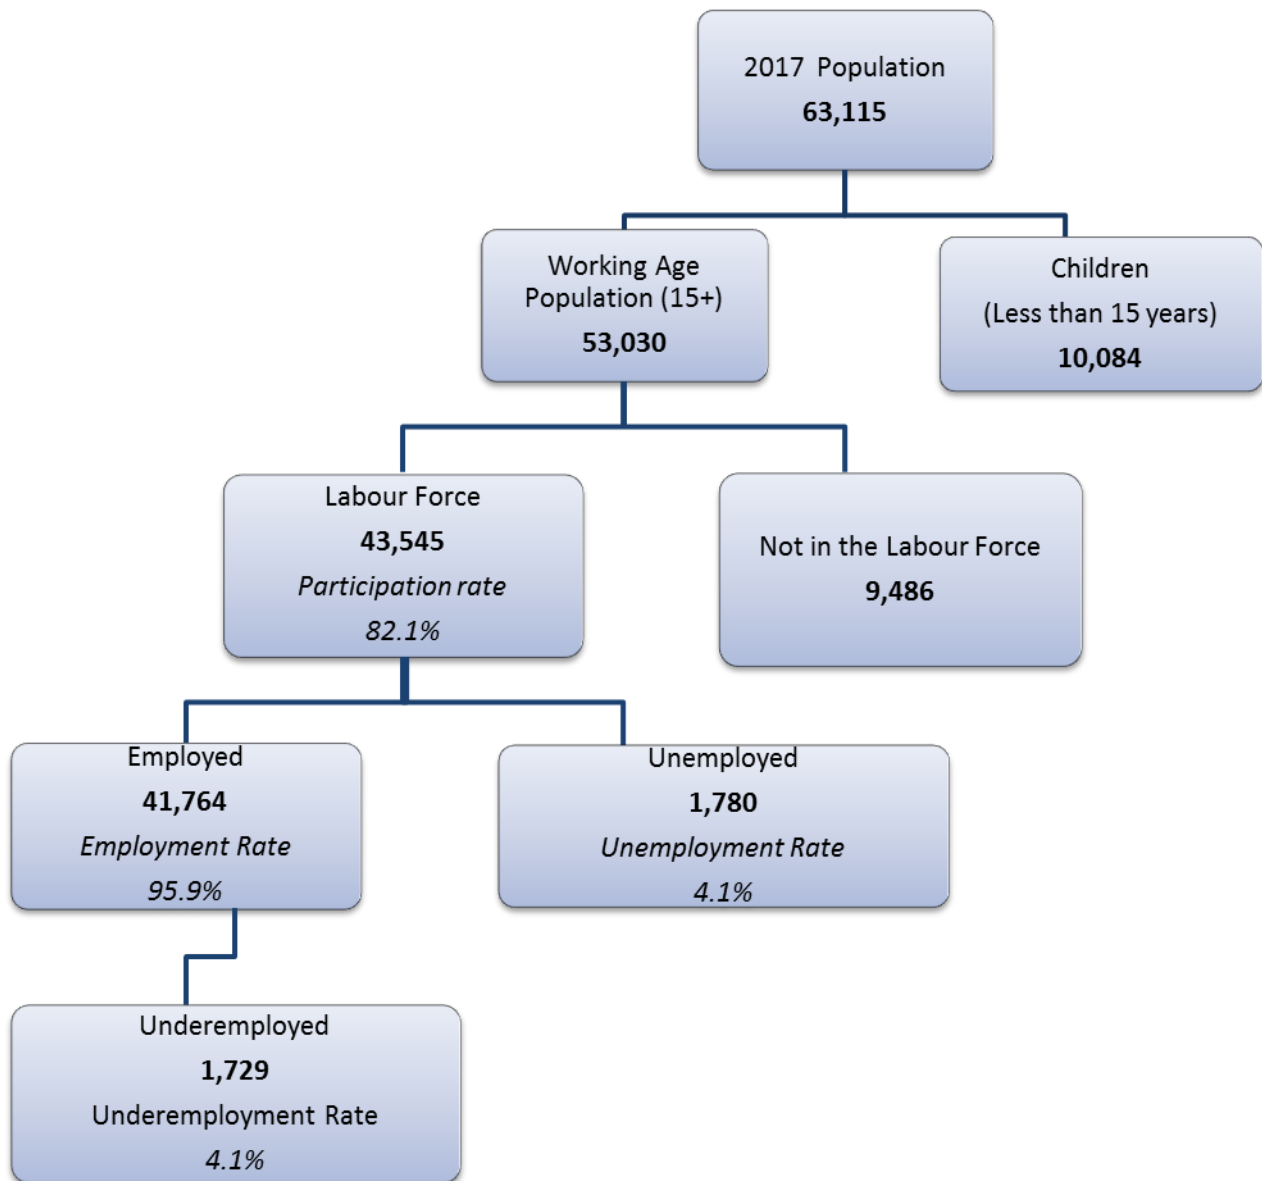 2017 Population
63,115
Working Age
Population (15+)
53,030
Children
(Less than 15 years)
10,084
Labour Force
43,545
Participation rate
82.1%
Not in the Labour Force
9,486
Employed
41,764
Employment Rate
95.9%
Unemployed
1,780
Unemployment Rate
4.1%
Underemployed
1,729
Underemployment Rate
4.1%